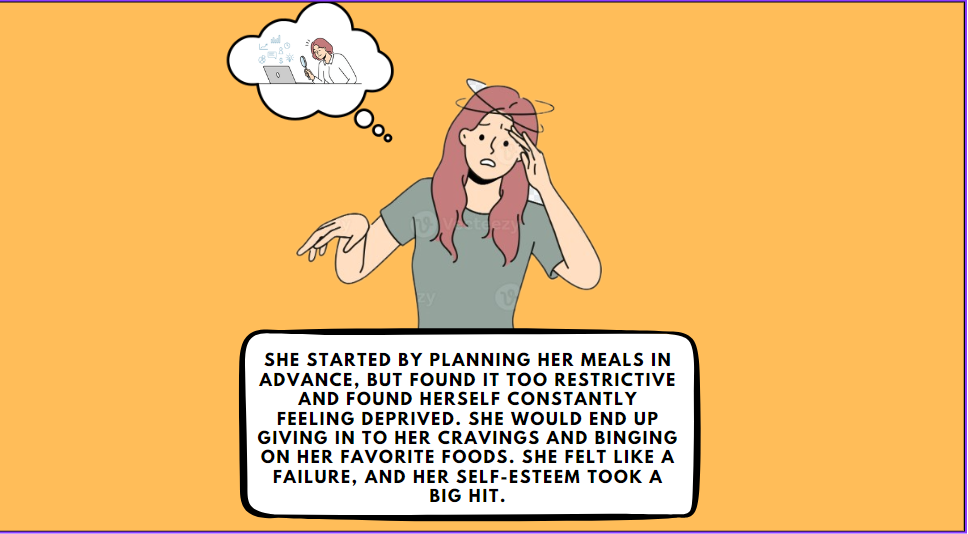 SHE STARTED BY PLANNING HER MEALS IN
ADVANCE, BUT FOUND IT TOO RESTRICTIVE
AND FOUND HERSELF CONSTANTLY
FEELING DEPRIVED. SHE WOULD END UP
GIVING IN TO HER CRAVINGS AND BINGING
ON HER FAVORITE FOODS. SHE FELT LIKE A
FAILURE, AND HER SELF-ESTEEM TOOK A
BIG HIT.